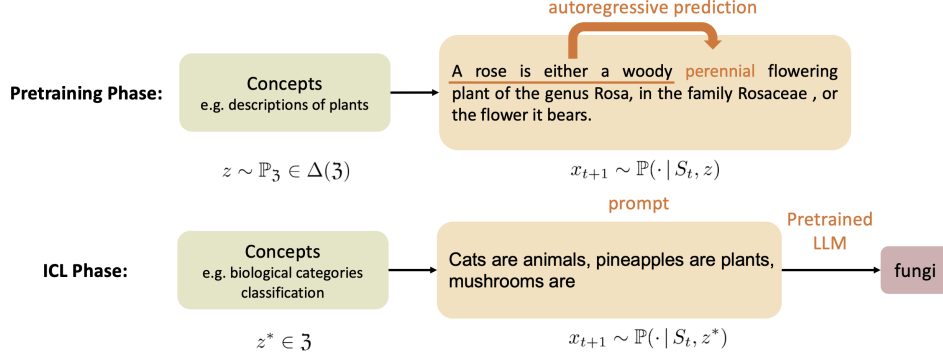 autoregressive prediction
Pretraining Phase:
Concepts
e.g. descriptions of plants
A rose is either a woody perennial flowering
plant of the genus Rosa, in the family Rosaceae , or
the flower it bears.
z ∼ ℙ_ℨ ∈ Δ(ℨ)
x_{t+1} ∼ ℙ(· | S_t, z)
prompt
Pretrained
LLM
ICL Phase:
Concepts
e.g. biological categories
classification
Cats are animals, pineapples are plants,
mushrooms are
fungi
z* ∈ ℨ
x_{t+1} ∼ ℙ(· | S_t, z*)